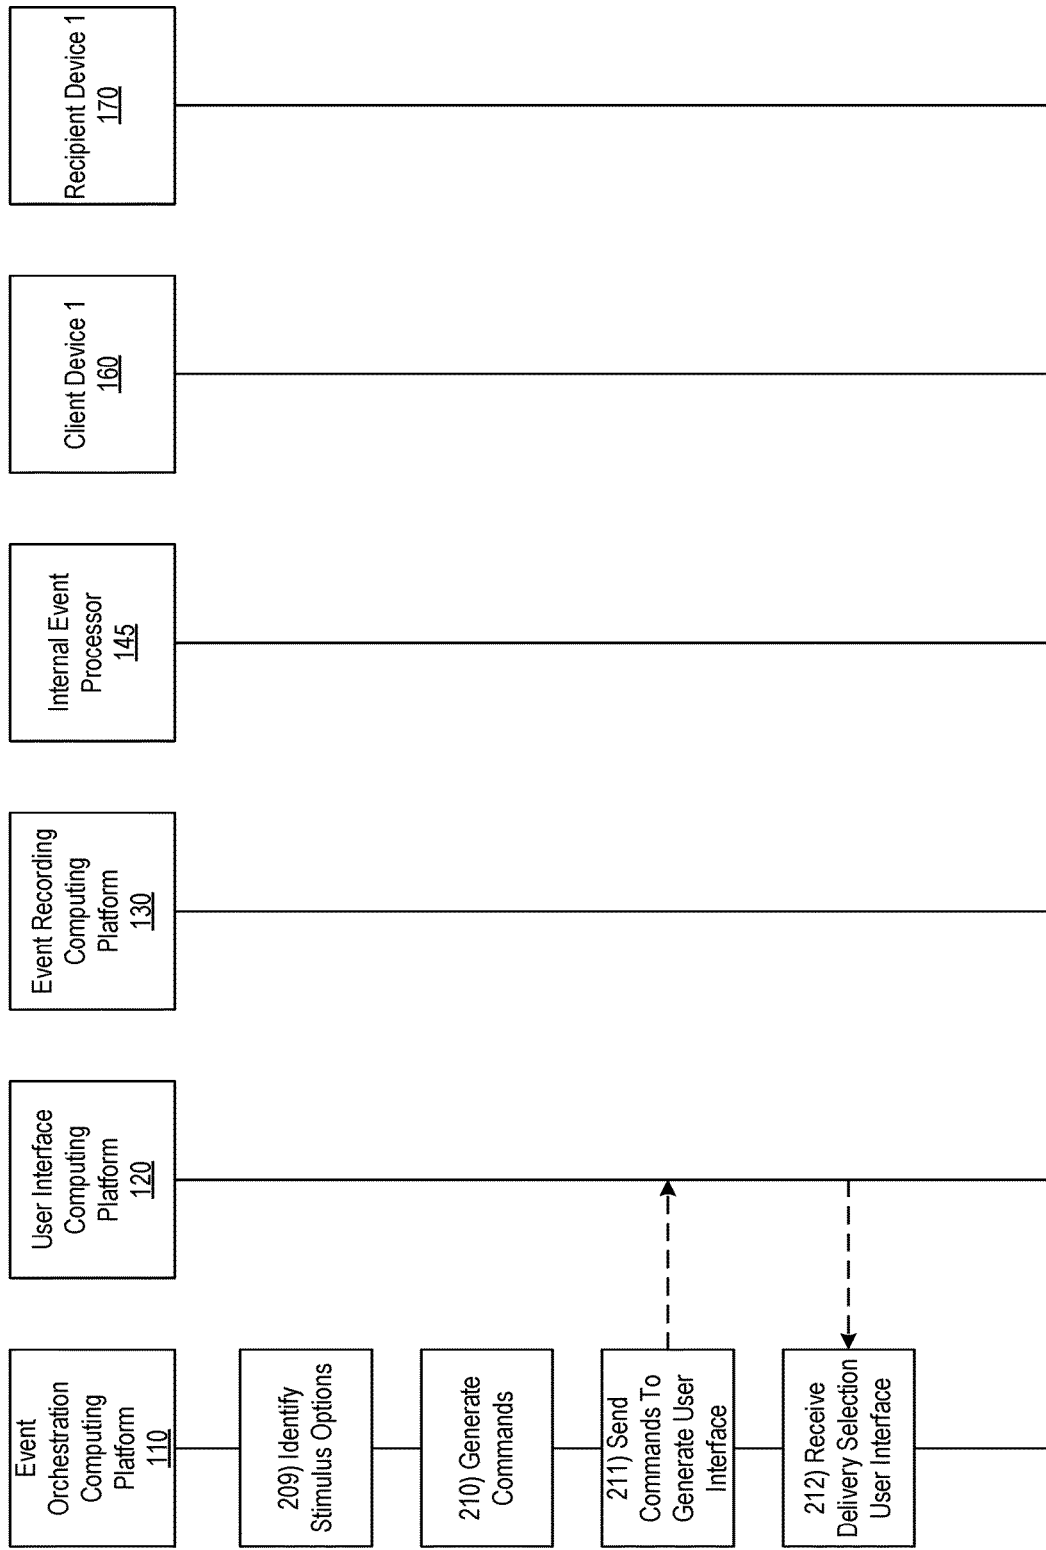 Event
Orchestration
Computing
Platform
110
User Interface
Computing
Platform
120
Event Recording
Computing
Platform
130
Internal Event
Processor
145
Client Device 1
160
Recipient Device 1
170
209) Identify
Stimulus Options
210) Generate
Commands
211) Send
Commands To
Generate User
Interface
212) Receive
Delivery Selection
User Interface